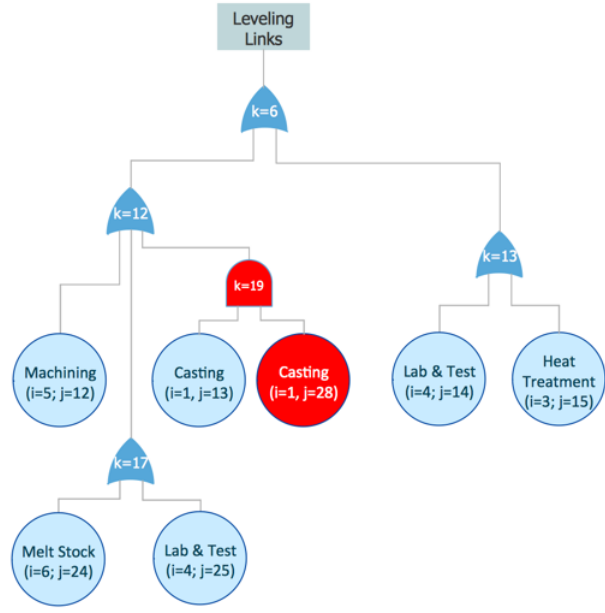 Leveling
Links
k=6
k=12
k=13
k=19
Machining
(i=5; j=12)
Casting
(i=1, j=13)
Casting
(i=1, j=28)
Lab & Test
(i=4; j=14)
Heat
Treatment
(i=3; j=15)
k=17
Melt Stock
(i=6; j=24)
Lab & Test
(i=4; j=25)